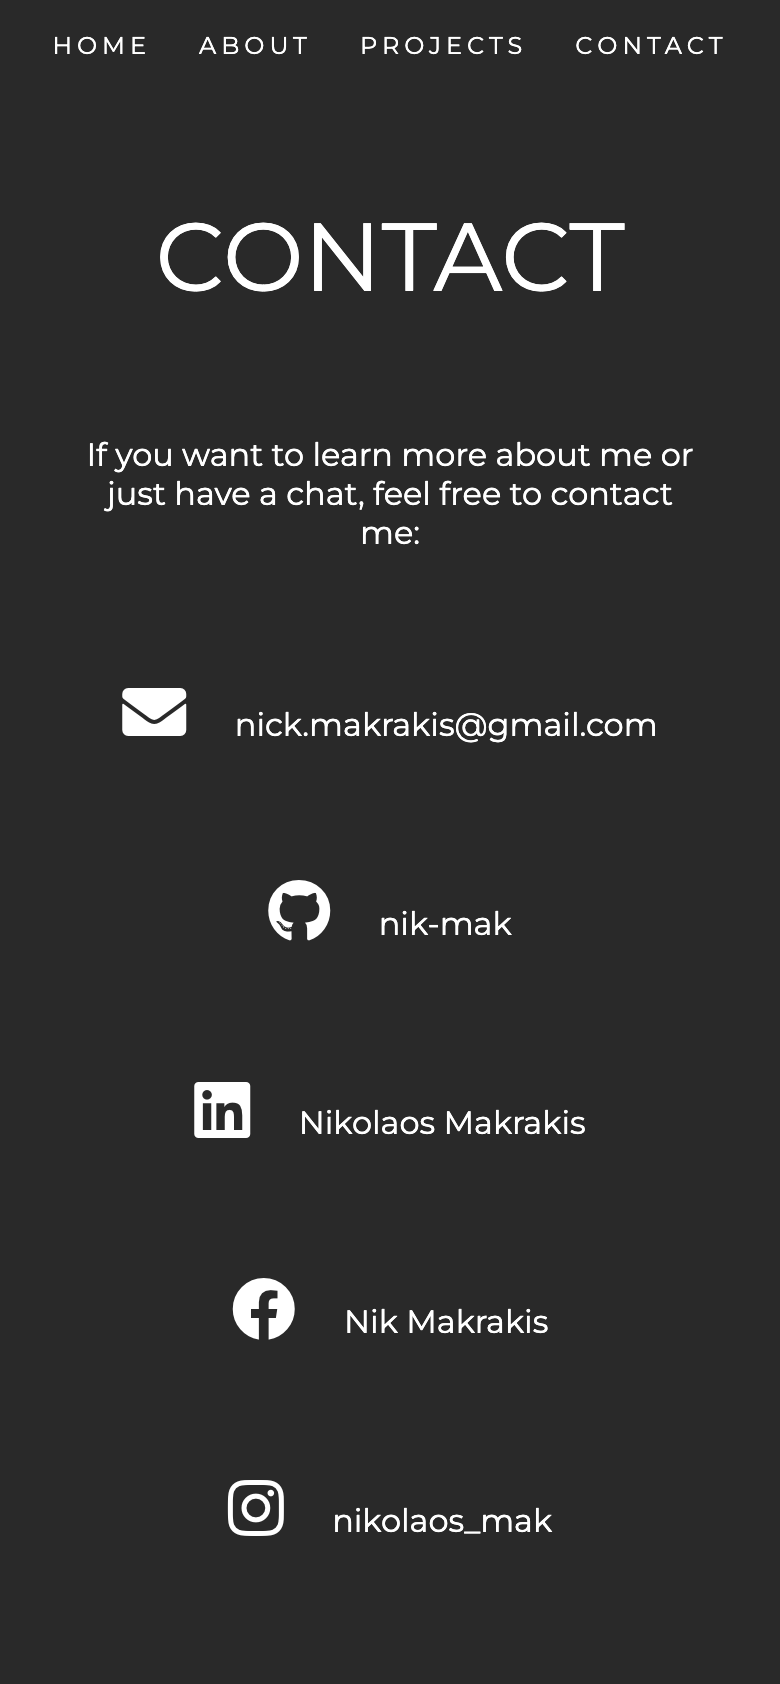 HOME ABOUT PROJECTS CONTACT
CONTACT
If you want to learn more about me or
just have a chat, feel free to contact
me:
nick.makrakis@gmail.com
nik-mak
in Nikolaos Makrakis
Nik Makrakis
nikolaos_mak